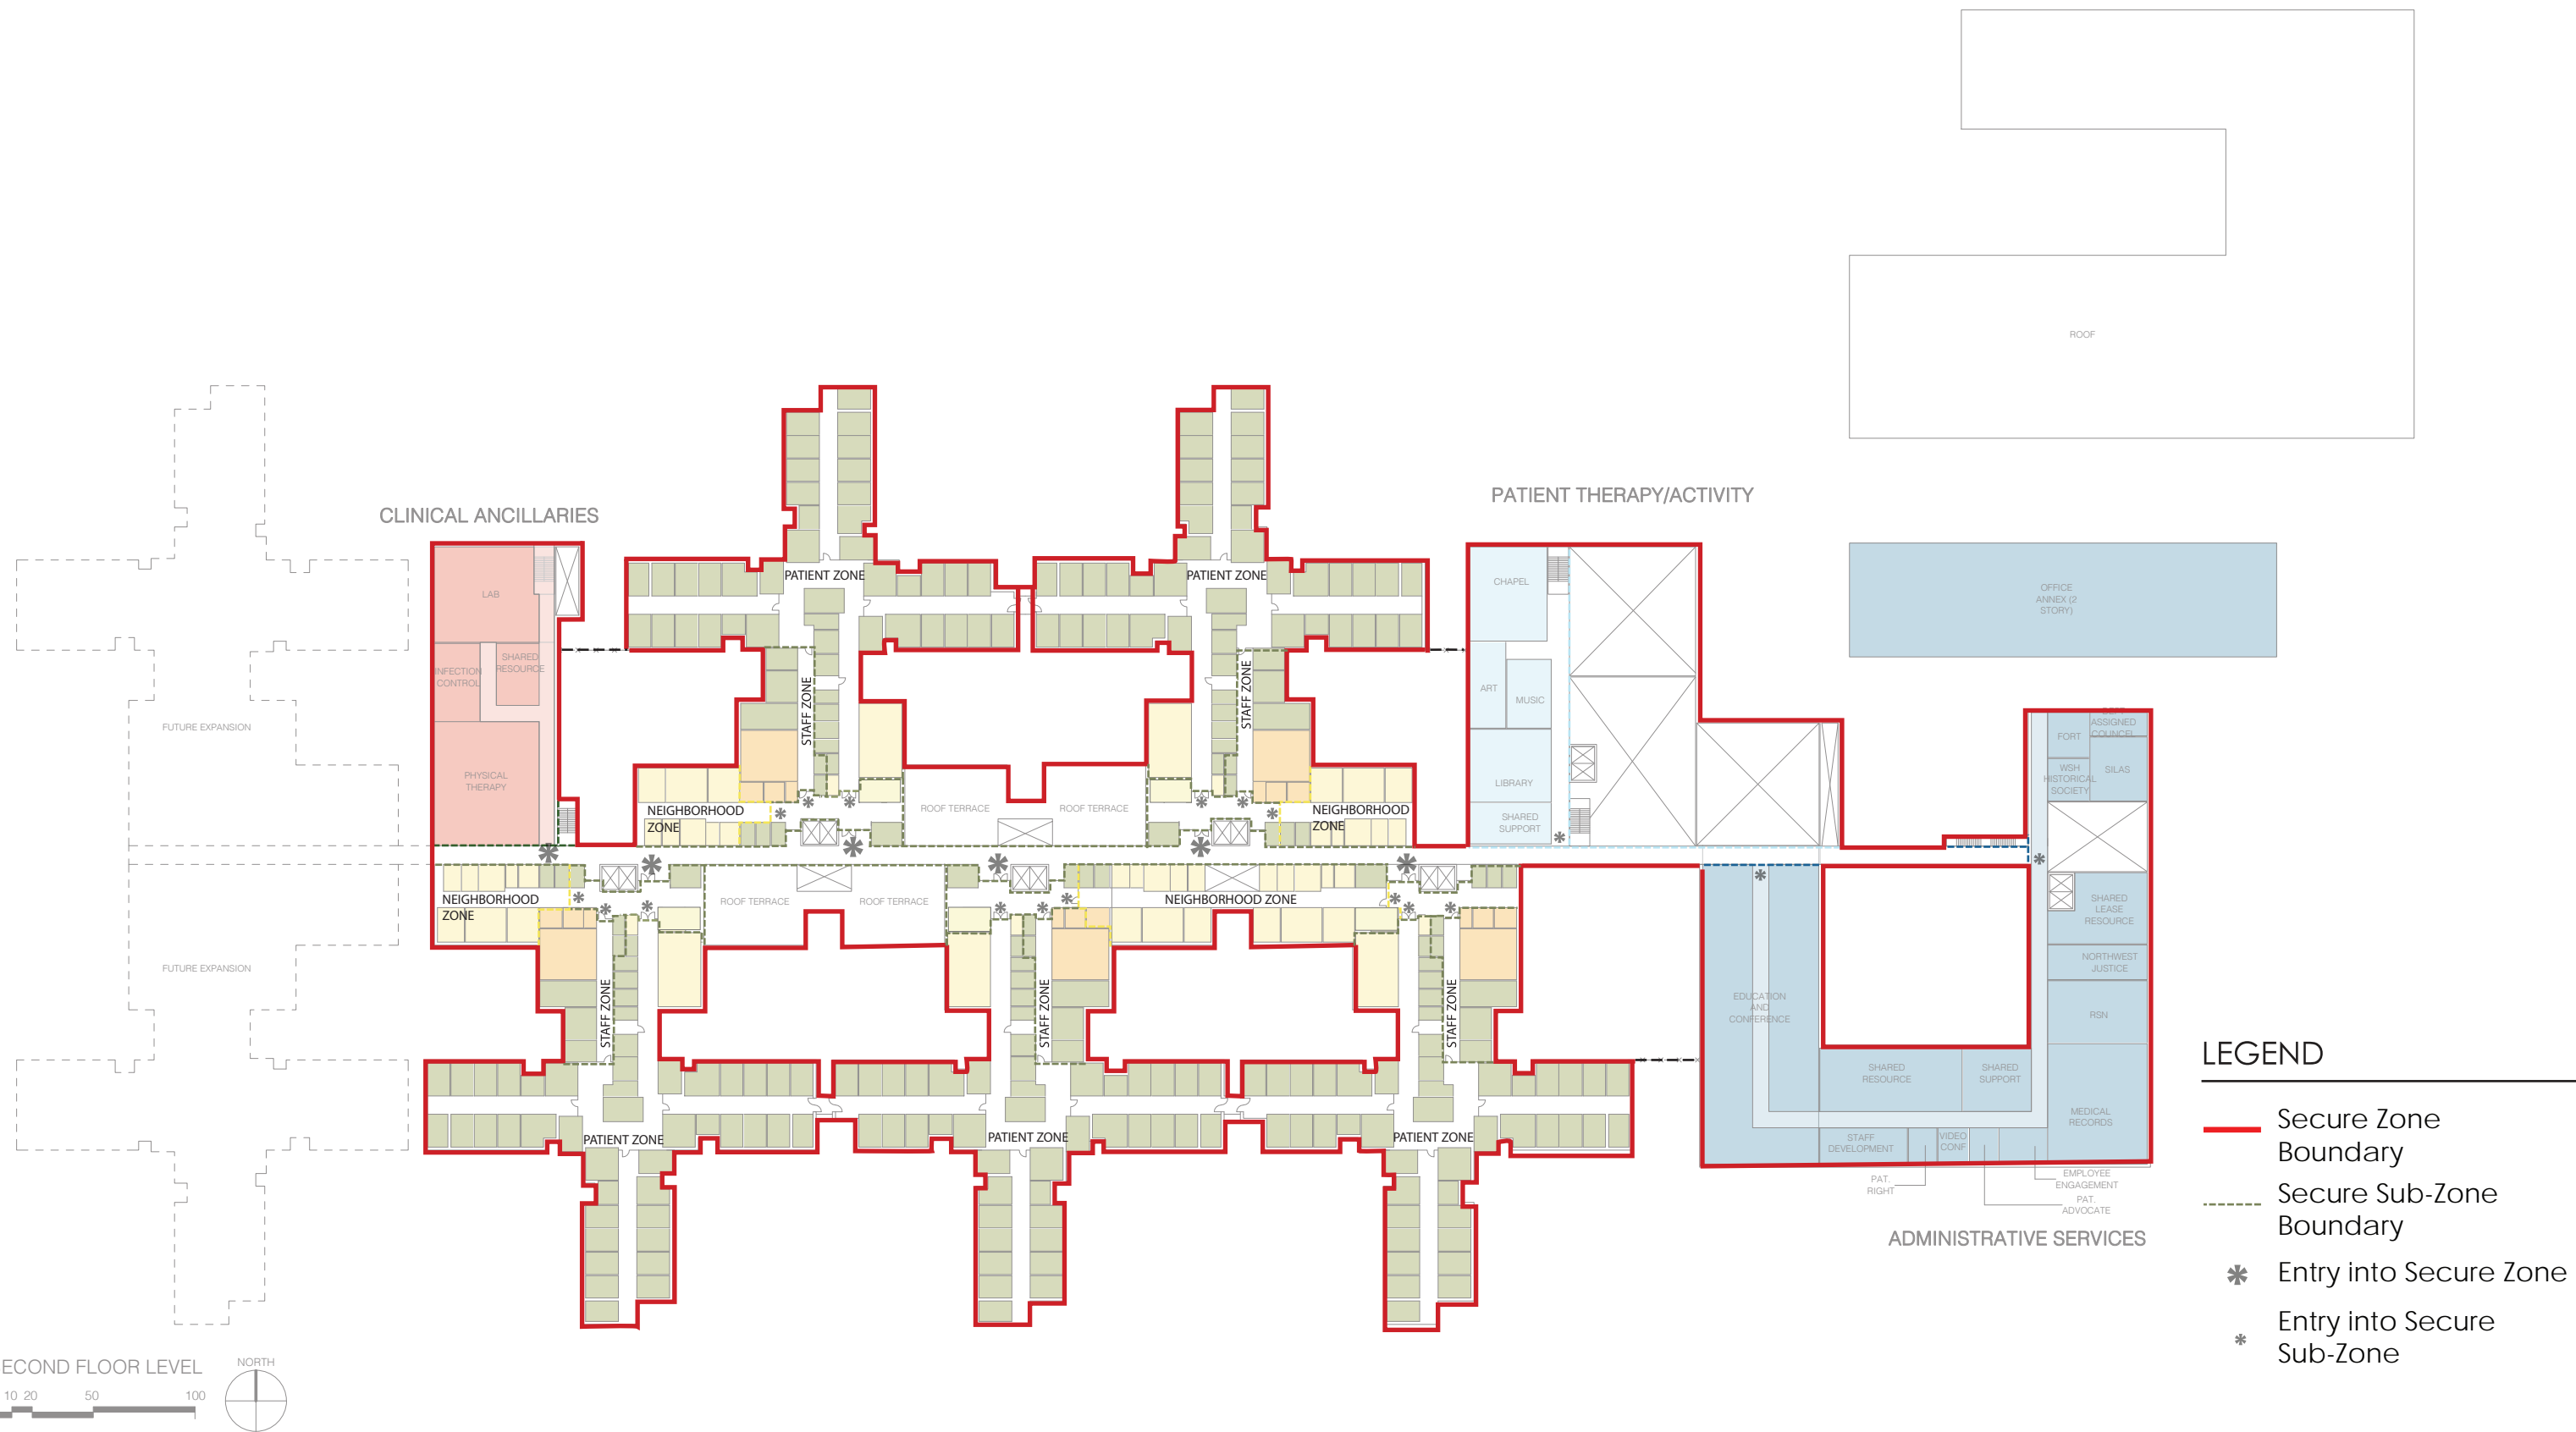 ROOF
PATIENT THERAPY/ACTIVITY
CLINICAL ANCILLARIES
PATIENT ZONE
PATIENT ZONE
CHAPEL
OFFICE
ANNEX (2
STORY)
LAB
SHARED
RESOURCE
INFECTION
CONTROL
STAFF ZONE
STAFF ZONE
ART
MUSIC
FUTURE EXPANSION
PHYSICAL
THERAPY
LIBRARY
ASSIGNED
COUNCEL
FORT
WSH
HISTORICAL
SOCIETY
SILAS
NEIGHBORHOOD
ZONE
ROOF TERRACE
ROOF TERRACE
NEIGHBORHOOD
ZONE
SHARED
SUPPORT
NEIGHBORHOOD
ZONE
ROOF TERRACE
ROOF TERRACE
NEIGHBORHOOD ZONE
SHARED
LEASE
RESOURCE
FUTURE EXPANSION
NORTHWEST
JUSTICE
STAFF ZONE
STAFF ZONE
STAFF ZONE
EDUCATION
AND
CONFERENCE
RSN
SHARED
RESOURCE
SHARED
SUPPORT
MEDICAL
RECORDS
PATIENT ZONE
PATIENT ZONE
PATIENT ZONE
STAFF
DEVELOPMENT
VIDEO
CONF
PAT.
RIGHT
EMPLOYEE
ENGAGEMENT
PAT.
ADVOCATE
ADMINISTRATIVE SERVICES
LEGEND
Secure Zone
Boundary
Secure Sub-Zone
Boundary
Entry into Secure Zone
Entry into Secure
Sub-Zone
ECOND FLOOR LEVEL
10 20 50 100
NORTH